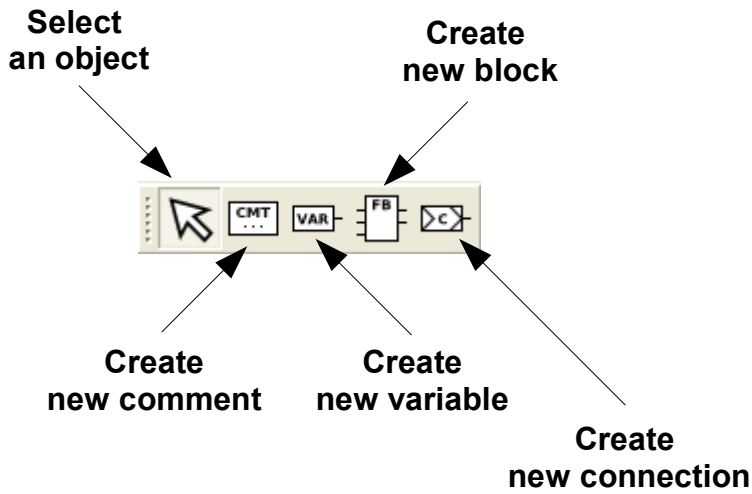 Select
an object
Create
new block
CMT
...
VAR
FB
C
Create
new comment
Create
new variable
Create
new connection